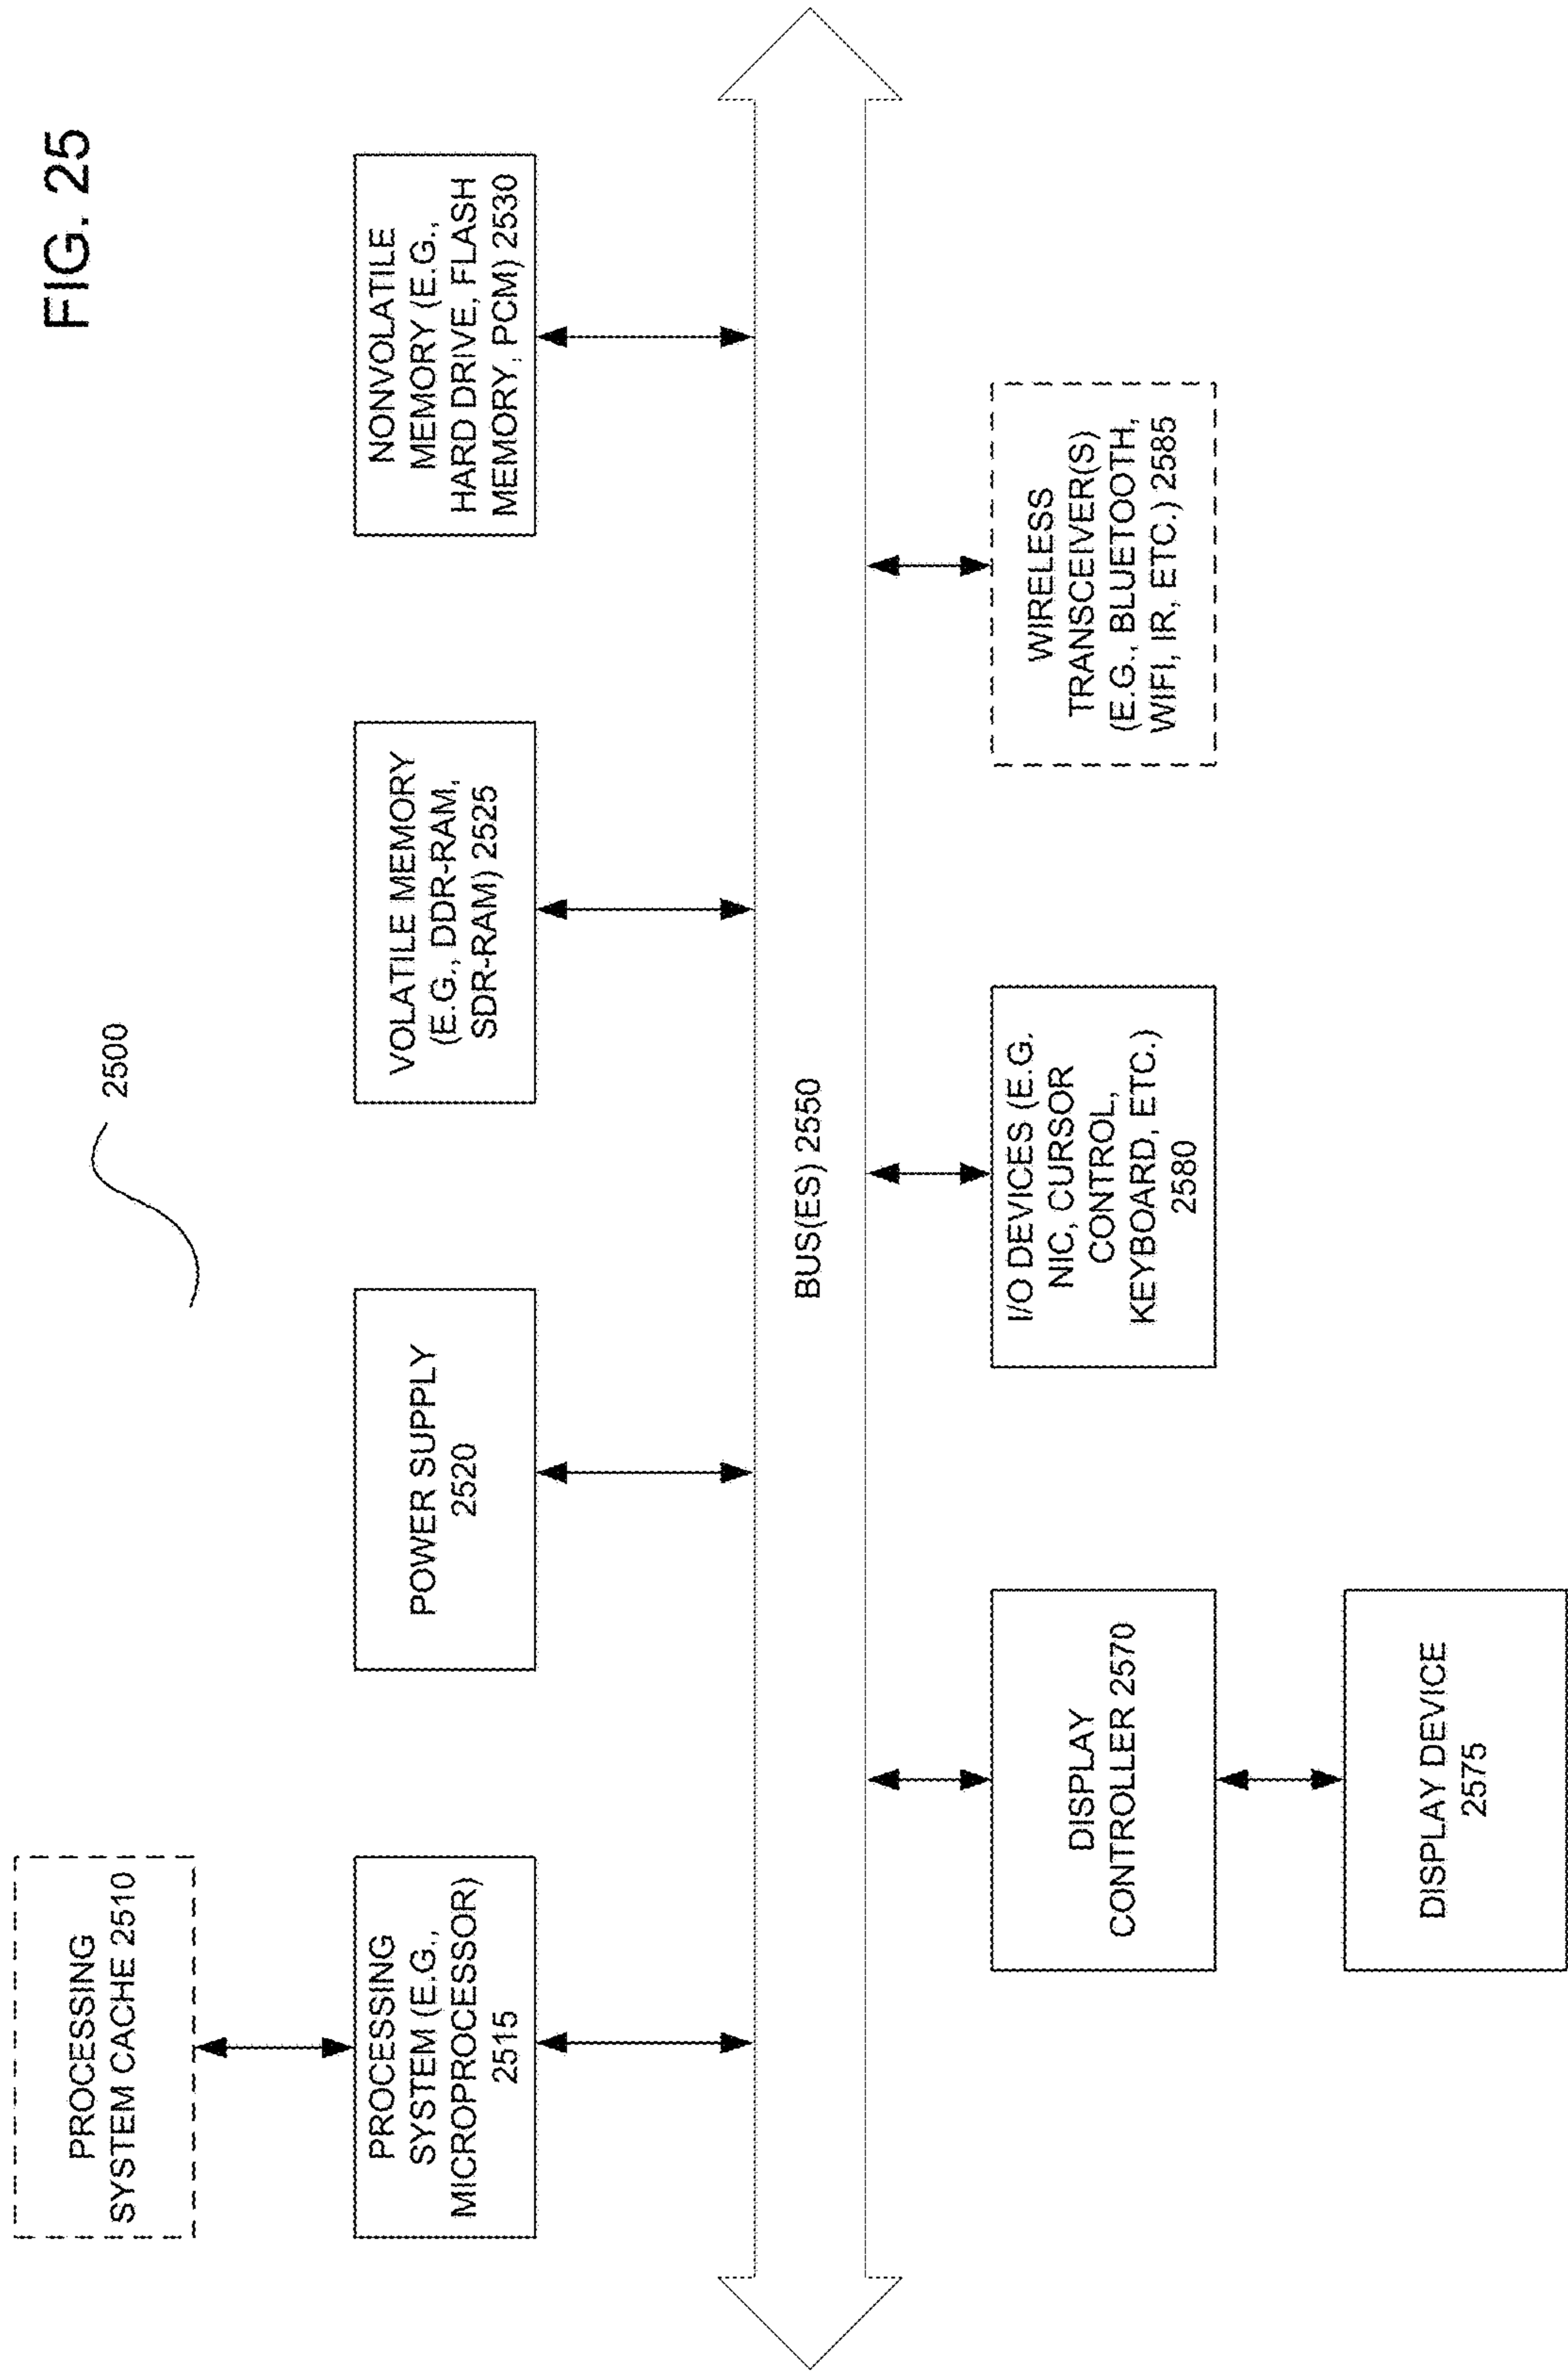 FIG. 25
2500
PROCESSING
SYSTEM CACHE 2510
PROCESSING
SYSTEM (E.G.,
MICROPROCESSOR)
2515
POWER SUPPLY
2520
VOLATILE MEMORY
(E.G., DDR-RAM,
SDR-RAM) 2525
NONVOLATILE
MEMORY (E.G.,
HARD DRIVE, FLASH
MEMORY, PCM) 2530
BUS(ES) 2550
DISPLAY
CONTROLLER 2570
I/O DEVICES (E.G.
NIC, CURSOR
CONTROL,
KEYBOARD, ETC.)
2580
WIRELESS
TRANSCEIVER(S)
(E.G., BLUETOOTH,
WIFI, IR, ETC.) 2585
DISPLAY DEVICE
2575